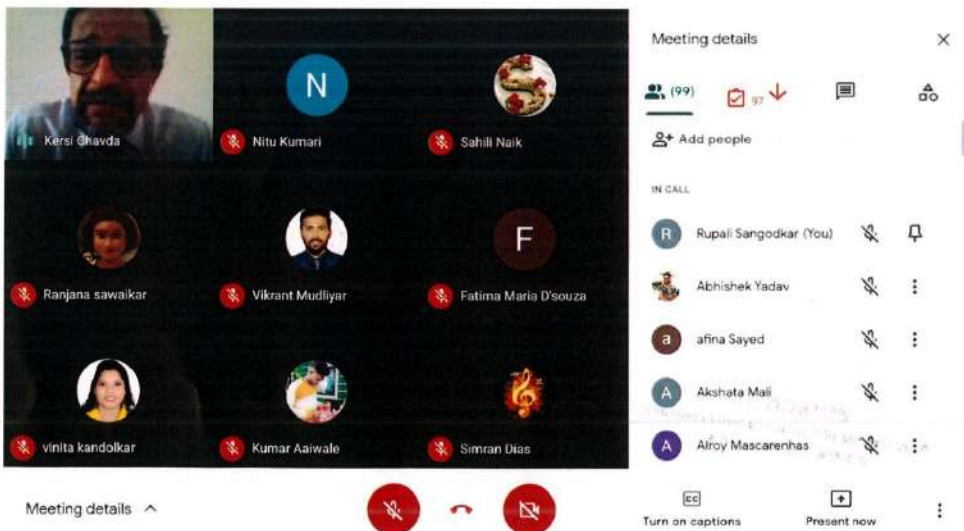 Kersi Chavda
N
Nitu Kumari
Sahili Naik
Ranjana sawaikar
Vikrant Mudliyar
F
Fatima Maria D'souza
vinita kandolkar
Kumar Aaiwale
Simran Dias
Meeting details
Meeting details
(99)
97
Add people
IN CALL
R
Rupali Sangodkar (You)
Abhishek Yadav
a
afina Sayed
A
Akshata Mali
A
Alroy Mascarenhas
CC
Turn on captions
Present now